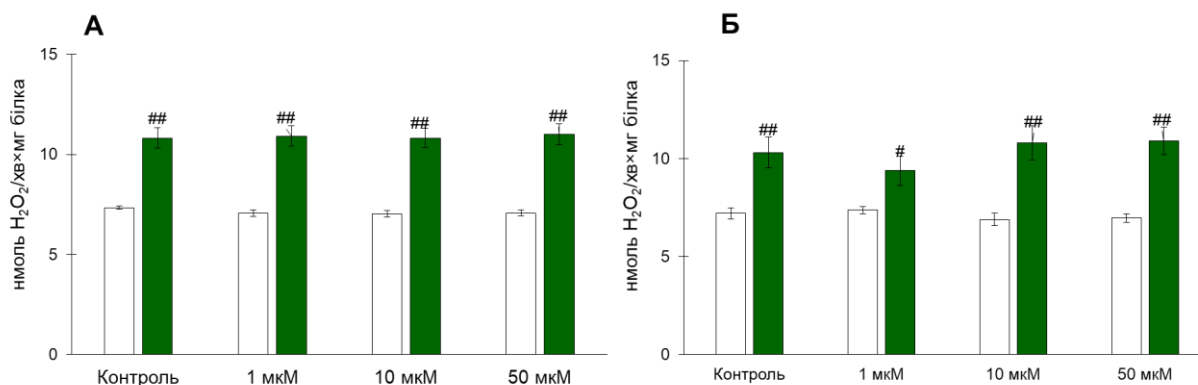 А
нмоль H₂O₂/хв×мг білка
15
10
5
0
##
##
##
##
Контроль
1 мкМ
10 мкМ
50 мкМ
Б
нмоль H₂O₂/хв×мг білка
15
10
5
0
##
#
##
##
Контроль
1 мкМ
10 мкМ
50 мкМ